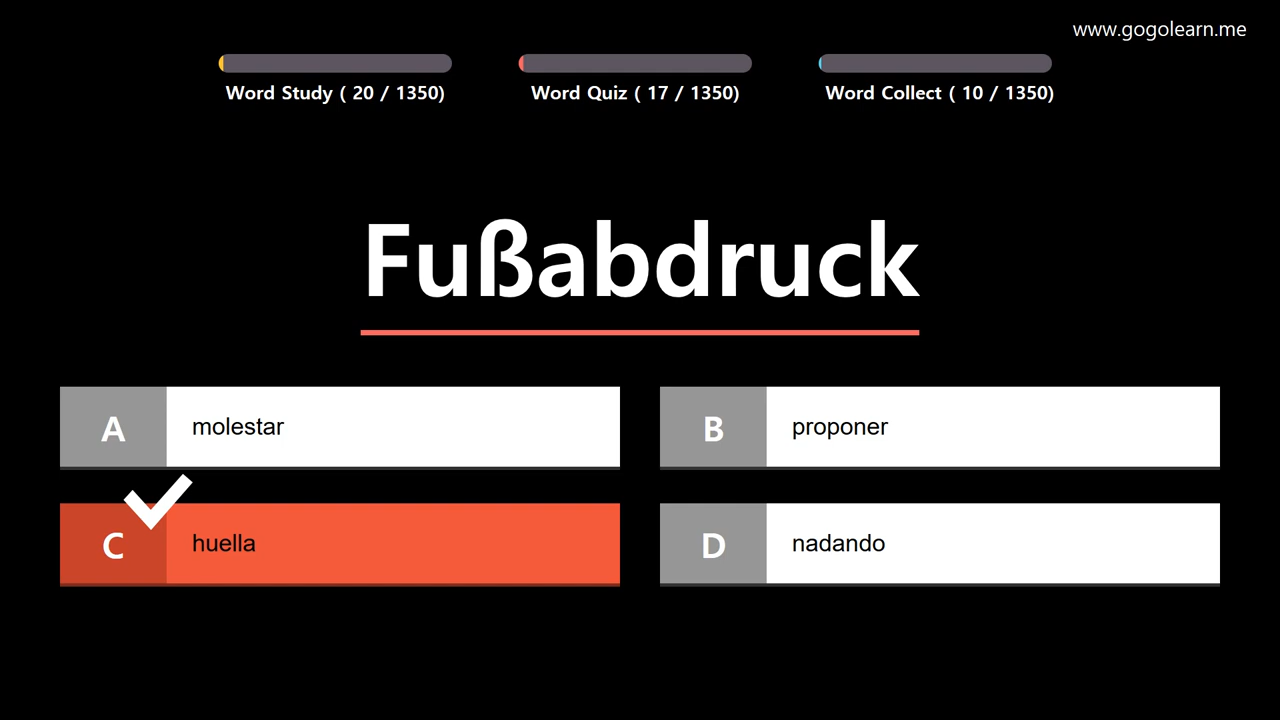 www.gogolearn.me
Word Study ( 20 / 1350)
Word Quiz ( 17 / 1350)
Word Collect ( 10 / 1350)
Fußabdruck
A molestar
B proponer
C huella
D nadando